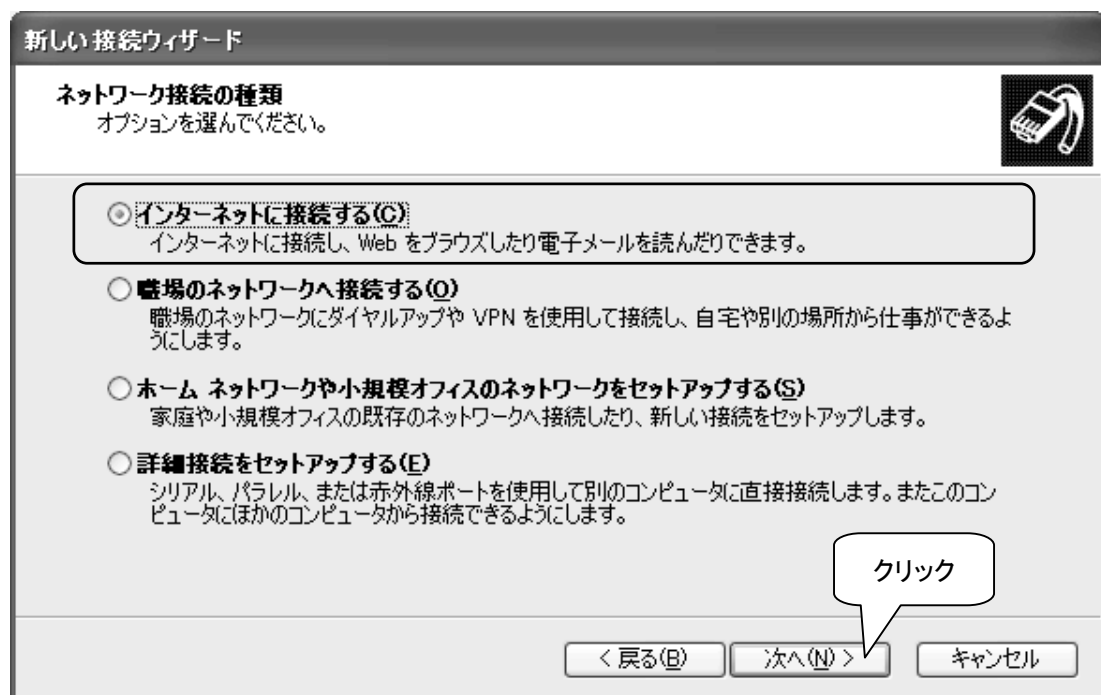 新しい接続ウィザード
ネットワーク接続の種類
オプションを選んでください。
インターネットに接続する(C)
インターネットに接続し、Web をブラウズしたり電子メールを読んだりできます。
職場のネットワークへ接続する(O)
職場のネットワークにダイヤルアップや VPN を使用して接続し、自宅や別の場所から仕事ができるよ
うにします。
ホーム ネットワークや小規模オフィスのネットワークをセットアップする(S)
家庭や小規模オフィスの既存のネットワークへ接続したり、新しい接続をセットアップします。
詳細接続をセットアップする(E)
シリアル、パラレル、または赤外線ポートを使用して別のコンピュータに直接接続します。またこのコン
ピュータにほかのコンピュータから接続できるようにします。
クリック
< 戻る(B) 次へ(N) > キャンセル